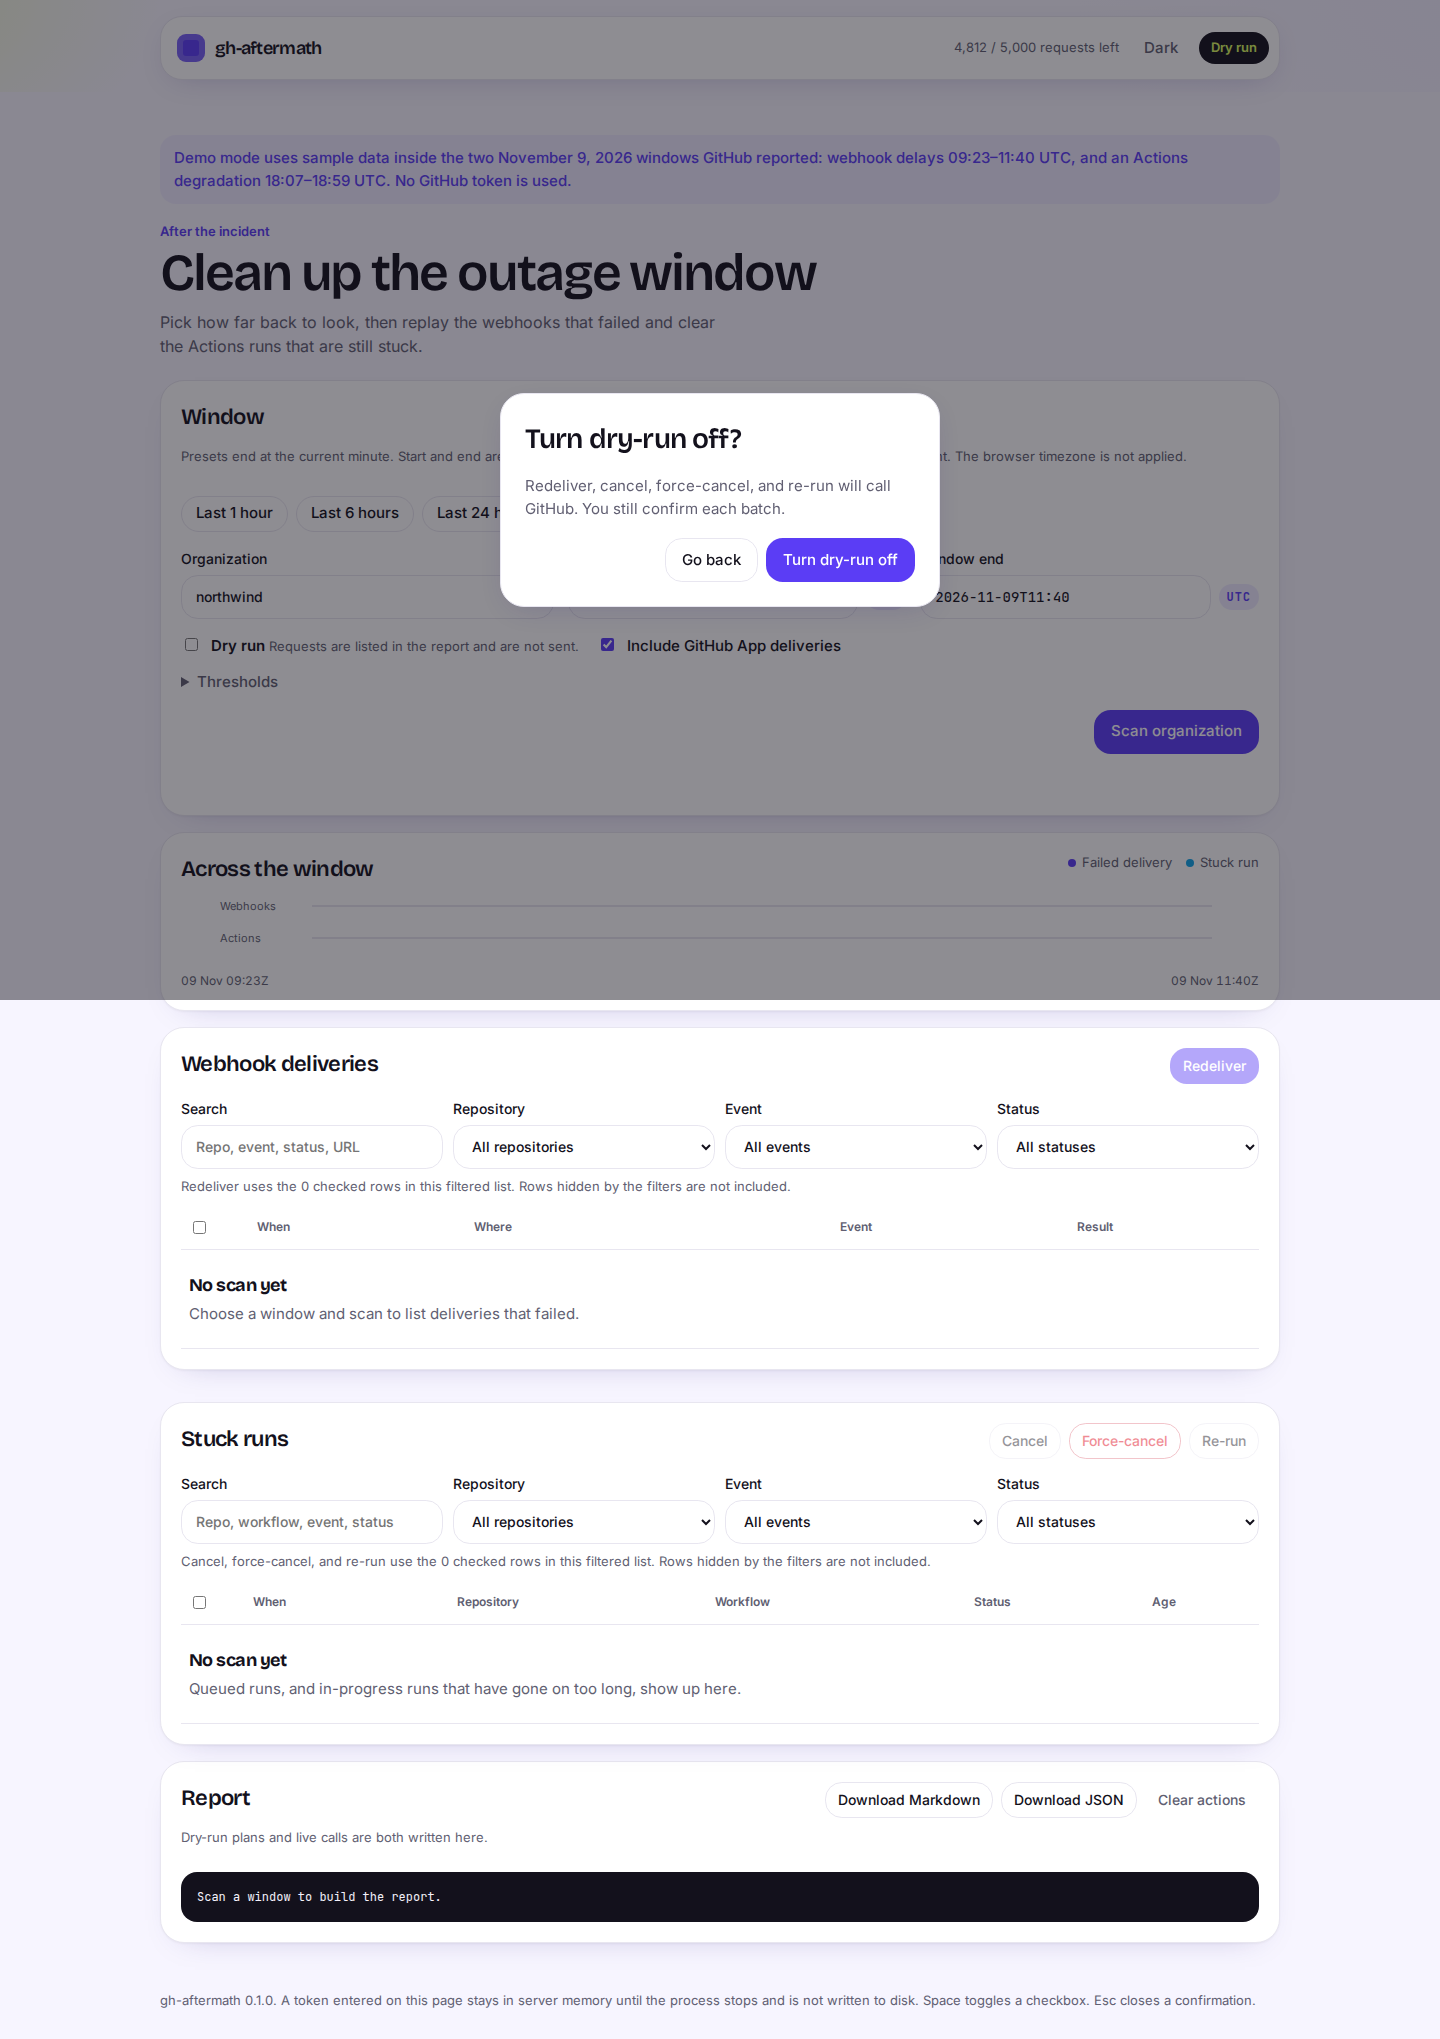 gh-aftermath
4,812 / 5,000 requests left
Dark
Dry run
Demo mode uses sample data inside the two November 9, 2026 windows GitHub reported: webhook delays 09:23–11:40 UTC, and an Actions
degradation 18:07–18:59 UTC. No GitHub token is used.
After the incident
Clean up the outage window
Pick how far back to look, then replay the webhooks that failed and clear
the Actions runs that are still stuck.
Window
Presets end at the current minute. Start and end are
The browser timezone is not applied.
Last 1 hour
Last 6 hours
Last 24 h
Turn dry-run off?
Redeliver, cancel, force-cancel, and re-run will call
GitHub. You still confirm each batch.
Go back
Turn dry-run off
Organization
ndow end
northwind
2026-11-09T11:40
UTC
Dry run Requests are listed in the report and are not sent.
Include GitHub App deliveries
Thresholds
Scan organization
Across the window
Failed delivery
Stuck run
Webhooks
Actions
09 Nov 09:23Z
09 Nov 11:40Z
Webhook deliveries
Redeliver
Search
Repository
Event
Status
Repo, event, status, URL
All repositories
All events
All statuses
Redeliver uses the 0 checked rows in this filtered list. Rows hidden by the filters are not included.
When
Where
Event
Result
No scan yet
Choose a window and scan to list deliveries that failed.
Stuck runs
Cancel
Force-cancel
Re-run
Search
Repository
Event
Status
Repo, workflow, event, status
All repositories
All events
All statuses
Cancel, force-cancel, and re-run use the 0 checked rows in this filtered list. Rows hidden by the filters are not included.
When
Repository
Workflow
Status
Age
No scan yet
Queued runs, and in-progress runs that have gone on too long, show up here.
Report
Download Markdown
Download JSON
Clear actions
Dry-run plans and live calls are both written here.
Scan a window to build the report.
gh-aftermath 0.1.0. A token entered on this page stays in server memory until the process stops and is not written to disk. Space toggles a checkbox. Esc closes a confirmation.